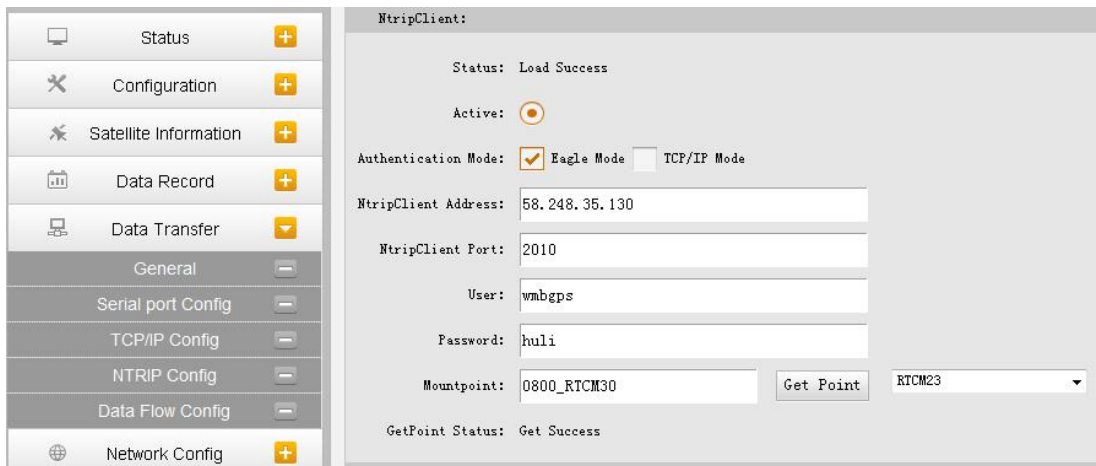 Status
Configuration
Satellite Information
Data Record
Data Transfer
General
Serial port Config
TCP/IP Config
NTRIP Config
Data Flow Config
Network Config
NtripClient:
Status: Load Success
Active:
Authentication Mode: Eagle Mode TCP/IP Mode
NtripClient Address: 58.248.35.130
NtripClient Port: 2010
User: wmbgps
Password: huli
Mountpoint: 0800_RTCM30 Get Point RTCM23
GetPoint Status: Get Success